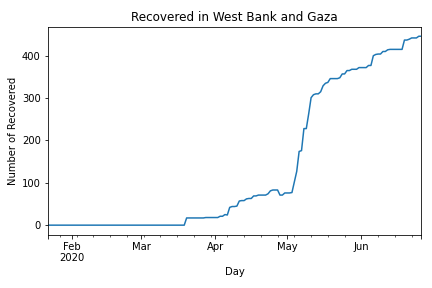 Recovered in West Bank and Gaza
Number of Recovered
400
300
200
100
0
Feb
2020
Mar
Apr
May
Jun
Day